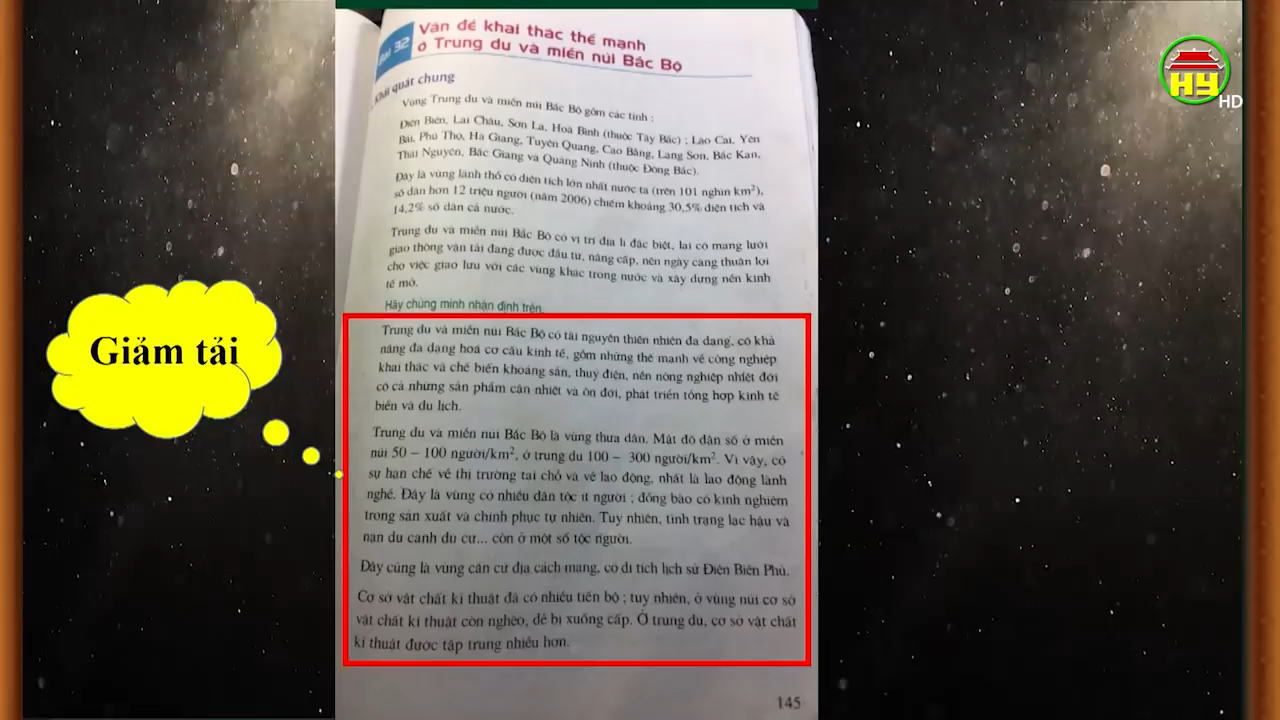 Bài 32
Vấn đề khai thác thế mạnh
ở Trung du và miền núi Bắc Bộ
Khái quát chung
Vùng Trung du và miền núi Bắc Bộ gồm các tỉnh :
Điện Biên, Lai Châu, Sơn La, Hoà Bình (thuộc Tây Bắc) ; Lào Cai, Yên
Bái, Phú Thọ, Hà Giang, Tuyên Quang, Cao Bằng, Lạng Sơn, Bắc Kạn,
Thái Nguyên, Bắc Giang và Quảng Ninh (thuộc Đông Bắc).
Đây là vùng lãnh thổ có diện tích lớn nhất nước ta (trên 101 nghìn km²),
số dân hơn 12 triệu người (năm 2006) chiếm khoảng 30,5% diện tích và
14,2% số dân cả nước.
Trung du và miền núi Bắc Bộ có vị trí địa lí đặc biệt, lại có mạng lưới
giao thông vận tải đang được đầu tư, nâng cấp, nên ngày càng thuận lợi
cho việc giao lưu với các vùng khác trong nước và xây dựng nền kinh
tế mở.
Hãy chứng minh nhận định trên.
Trung du và miền núi Bắc Bộ có tài nguyên thiên nhiên đa dạng, có khả
năng đa dạng hoá cơ cấu kinh tế, gồm những thế mạnh về công nghiệp
khai thác và chế biến khoáng sản, thuỷ điện, nền nông nghiệp nhiệt đới
có cả những sản phẩm cận nhiệt và ôn đới, phát triển tổng hợp kinh tế
biển và du lịch.
Trung du và miền núi Bắc Bộ là vùng thưa dân. Mật độ dân số ở miền
núi 50 – 100 người/km², ở trung du 100 – 300 người/km². Vì vậy, có
sự hạn chế về thị trường tại chỗ và về lao động, nhất là lao động lành
nghề. Đây là vùng có nhiều dân tộc ít người ; đồng bào có kinh nghiệm
trong sản xuất và chinh phục tự nhiên. Tuy nhiên, tình trạng lạc hậu và
nạn du canh du cư... còn ở một số tộc người.
Đây cũng là vùng căn cứ địa cách mạng, có di tích lịch sử Điện Biên Phủ.
Cơ sở vật chất kĩ thuật đã có nhiều tiến bộ ; tuy nhiên, ở vùng núi cơ sở
vật chất kĩ thuật còn nghèo, dễ bị xuống cấp. Ở trung du, cơ sở vật chất
kĩ thuật được tập trung nhiều hơn.
145
Giảm tải
HY
HD